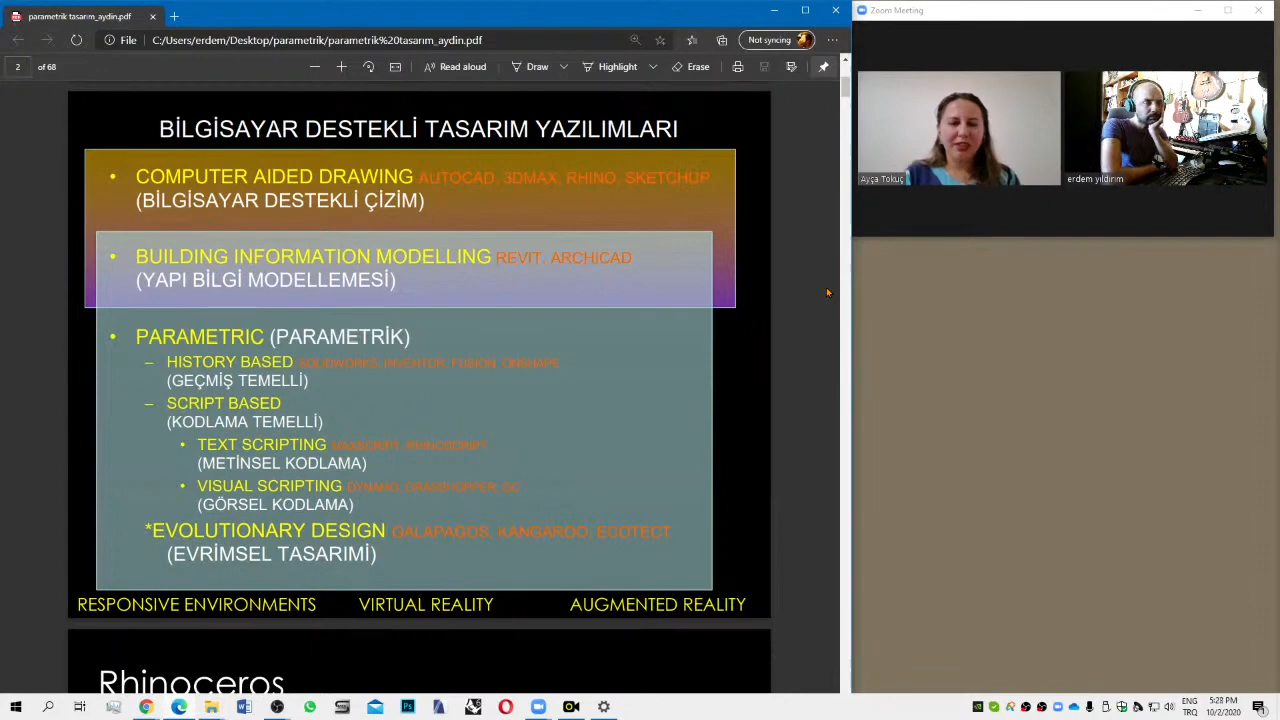 parametrik tasarim_aydin.pdf
Zoom Meeting
File
C:/Users/erdem/Desktop/parametrik/parametrik%20tasarım_aydin.pdf
Not syncing
2 of 68
Read aloud
Draw
Highlight
Erase
BİLGİSAYAR DESTEKLİ TASARIM YAZILIMLARI
• COMPUTER AIDED DRAWING AUTOCAD, 3DMAX, RHINO, SKETCHUP
(BİLGİSAYAR DESTEKLİ ÇİZİM)
• BUILDING INFORMATION MODELLING REVIT, ARCHICAD
(YAPI BİLGİ MODELLEMESİ)
• PARAMETRIC (PARAMETRİK)
– HISTORY BASED SOLIDWORKS, INVENTOR, FUSION, ONSHAPE
(GEÇMİŞ TEMELLİ)
– SCRIPT BASED
(KODLAMA TEMELLİ)
• TEXT SCRIPTING MAXSCRIPT, RHINOSCRIPT
(METİNSEL KODLAMA)
• VISUAL SCRIPTING DYNAMO, GRASSHOPPER, GC
(GÖRSEL KODLAMA)
*EVOLUTIONARY DESIGN GALAPAGOS, KANGAROO, ECOTECT
(EVRİMSEL TASARIMİ)
RESPONSIVE ENVIRONMENTS VIRTUAL REALITY AUGMENTED REALITY
Rhinoceros
Ayça Tokuç
erdem yıldırım
ENG
TRQ
5:28 PM
10/2/2020